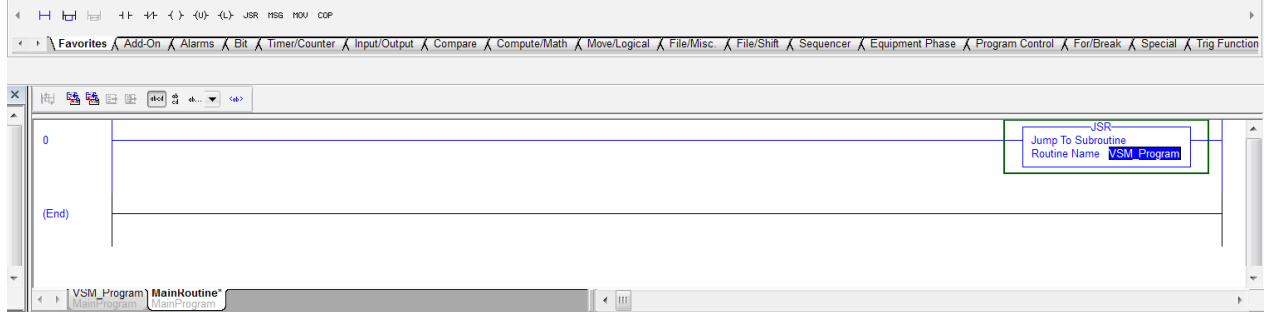 JSR MSG MOV COP
Favorites Add-On Alarms Bit Timer/Counter Input/Output Compare Compute/Math Move/Logical File/Misc. File/Shift Sequencer Equipment Phase Program Control For/Break Special Trig Function
0
JSR
Jump To Subroutine
Routine Name VSM_Program
(End)
VSM_Program MainRoutine*
MainProgram MainProgram